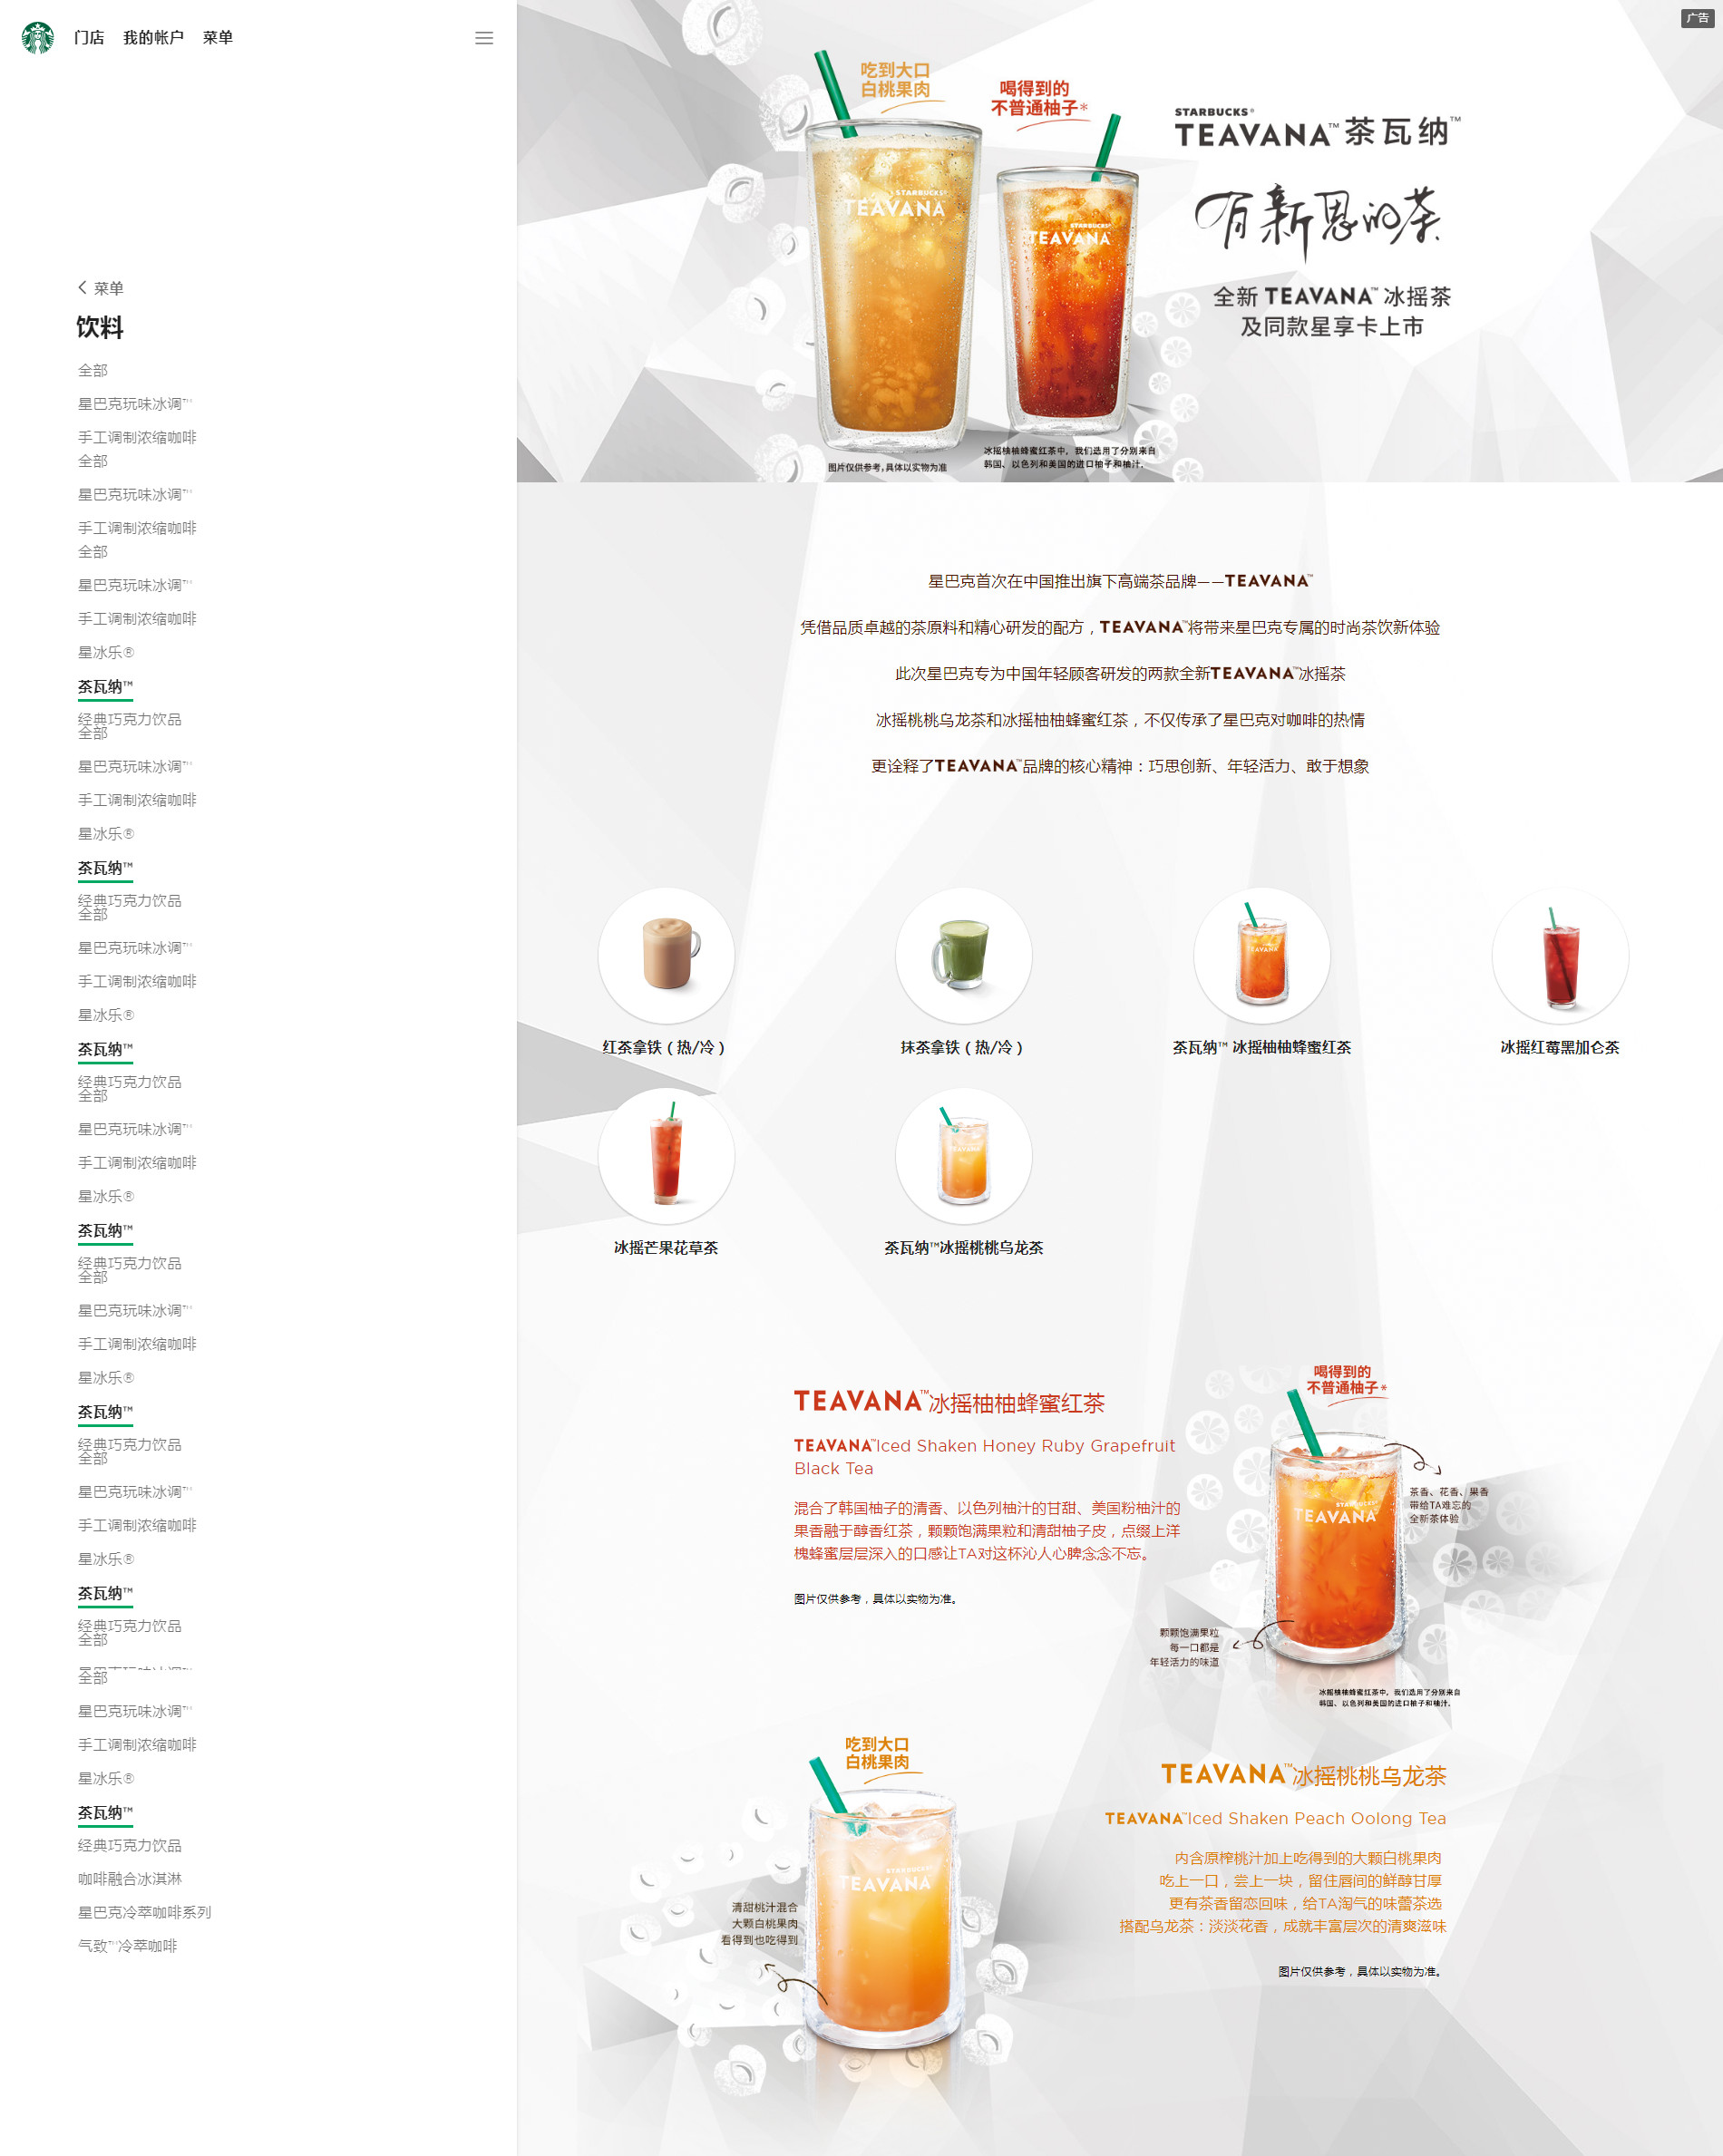 门店 我的帐户 菜单
菜单
饮料
全部
星巴克玩味冰调™
手工调制浓缩咖啡
全部
星巴克玩味冰调™
手工调制浓缩咖啡
全部
星巴克玩味冰调™
手工调制浓缩咖啡
星冰乐®
茶瓦纳™
经典巧克力饮品
全部
星巴克玩味冰调™
手工调制浓缩咖啡
星冰乐®
茶瓦纳™
经典巧克力饮品
全部
星巴克玩味冰调™
手工调制浓缩咖啡
星冰乐®
茶瓦纳™
经典巧克力饮品
全部
星巴克玩味冰调™
手工调制浓缩咖啡
星冰乐®
茶瓦纳™
经典巧克力饮品
全部
星巴克玩味冰调™
手工调制浓缩咖啡
星冰乐®
茶瓦纳™
经典巧克力饮品
全部
星巴克玩味冰调™
手工调制浓缩咖啡
星冰乐®
茶瓦纳™
经典巧克力饮品
全部
星巴克玩味冰调™
全部
星巴克玩味冰调™
手工调制浓缩咖啡
星冰乐®
茶瓦纳™
经典巧克力饮品
咖啡融合冰淇淋
星巴克冷萃咖啡系列
气致™冷萃咖啡
广告
吃到大口
白桃果肉
喝得到的
不普通柚子*
STARBUCKS®
TEAVANA
STARBUCKS®
TEAVANA
STARBUCKS®
TEAVANA™ 茶瓦纳™
有新思的茶
全新 TEAVANA™ 冰摇茶
及同款星享卡上市
图片仅供参考,具体以实物为准
冰摇柚柚蜂蜜红茶中，我们选用了分别来自
韩国、以色列和美国的进口柚子和柚汁。
星巴克首次在中国推出旗下高端茶品牌——TEAVANA™
凭借品质卓越的茶原料和精心研发的配方，TEAVANA™将带来星巴克专属的时尚茶饮新体验
此次星巴克专为中国年轻顾客研发的两款全新TEAVANA™冰摇茶
冰摇桃桃乌龙茶和冰摇柚柚蜂蜜红茶，不仅传承了星巴克对咖啡的热情
更诠释了TEAVANA™品牌的核心精神：巧思创新、年轻活力、敢于想象
红茶拿铁（热/冷）
抹茶拿铁（热/冷）
茶瓦纳™ 冰摇柚柚蜂蜜红茶
冰摇红莓黑加仑茶
冰摇芒果花草茶
茶瓦纳™冰摇桃桃乌龙茶
TEAVANA™冰摇柚柚蜂蜜红茶
TEAVANA™Iced Shaken Honey Ruby Grapefruit
Black Tea
混合了韩国柚子的清香、以色列柚汁的甘甜、美国粉柚汁的
果香融于醇香红茶，颗颗饱满果粒和清甜柚子皮，点缀上洋
槐蜂蜜层层深入的口感让TA对这杯沁人心脾念念不忘。
图片仅供参考，具体以实物为准。
喝得到的
不普通柚子*
STARBUCKS®
TEAVANA
茶香、花香、果香
带给TA难忘的
全新茶体验
颗颗饱满果粒
每一口都是
年轻活力的味道
冰摇柚柚蜂蜜红茶中，我们选用了分别来自
韩国、以色列和美国的进口柚子和柚汁。
吃到大口
白桃果肉
STARBUCKS®
TEAVANA
清甜桃汁混合
大颗白桃果肉
看得到也吃得到
TEAVANA™冰摇桃桃乌龙茶
TEAVANA™Iced Shaken Peach Oolong Tea
内含原榨桃汁加上吃得到的大颗白桃果肉
吃上一口，尝上一块，留住唇间的鲜醇甘厚
更有茶香留恋回味，给TA淘气的味蕾茶选
搭配乌龙茶：淡淡花香，成就丰富层次的清爽滋味
图片仅供参考，具体以实物为准。